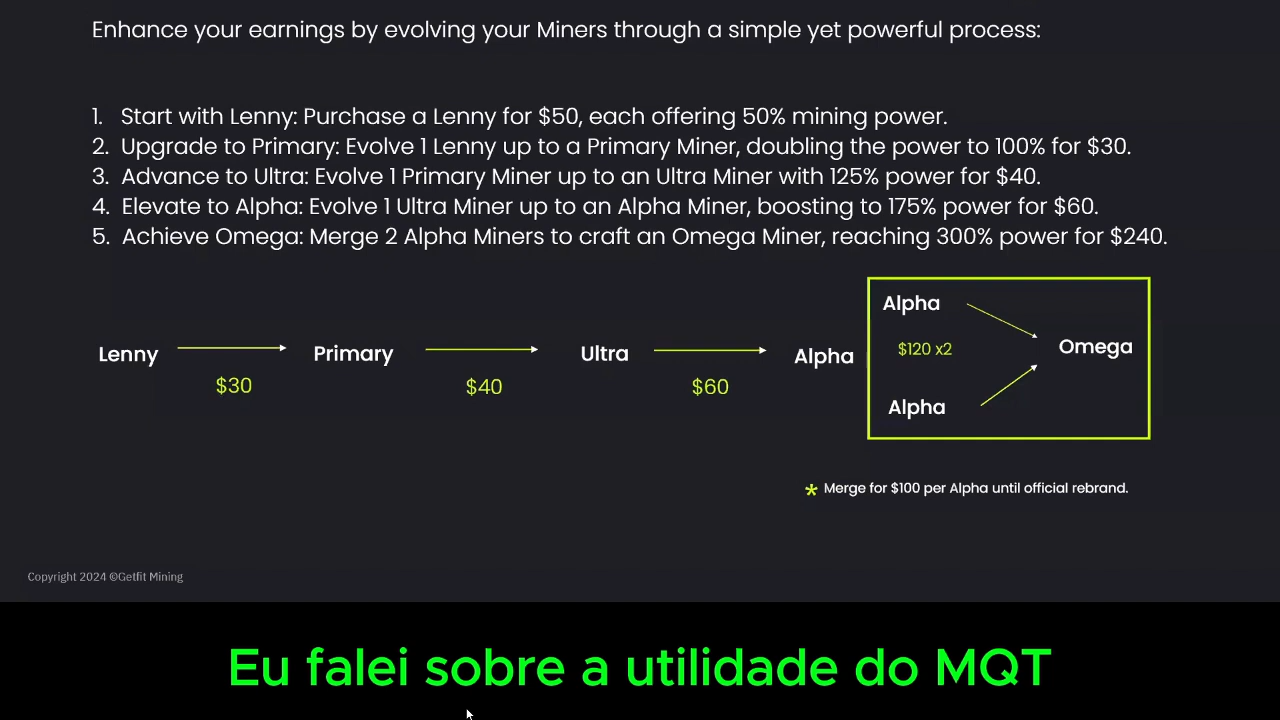 Enhance your earnings by evolving your Miners through a simple yet powerful process:
1. Start with Lenny: Purchase a Lenny for $50, each offering 50% mining power.
2. Upgrade to Primary: Evolve 1 Lenny up to a Primary Miner, doubling the power to 100% for $30.
3. Advance to Ultra: Evolve 1 Primary Miner up to an Ultra Miner with 125% power for $40.
4. Elevate to Alpha: Evolve 1 Ultra Miner up to an Alpha Miner, boosting to 175% power for $60.
5. Achieve Omega: Merge 2 Alpha Miners to craft an Omega Miner, reaching 300% power for $240.
Lenny
$30
Primary
$40
Ultra
$60
Alpha
Alpha
$120 x2
Alpha
Omega
* Merge for $100 per Alpha until official rebrand.
Copyright 2024 ©Getfit Mining
Eu falei sobre a utilidade do MQT